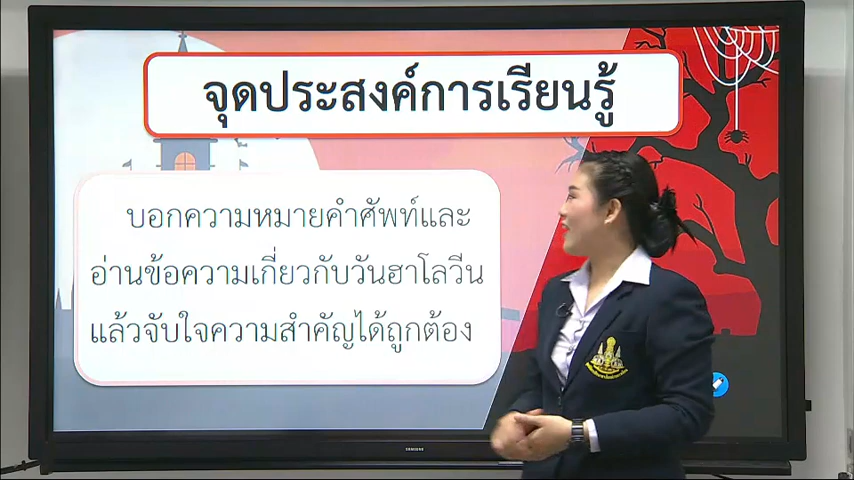 จุดประสงค์การเรียนรู้
บอกความหมายคำศัพท์และ
อ่านข้อความเกี่ยวกับวันฮาโลวีน
แล้วจับใจความสำคัญได้ถูกต้อง
SAMSUNG